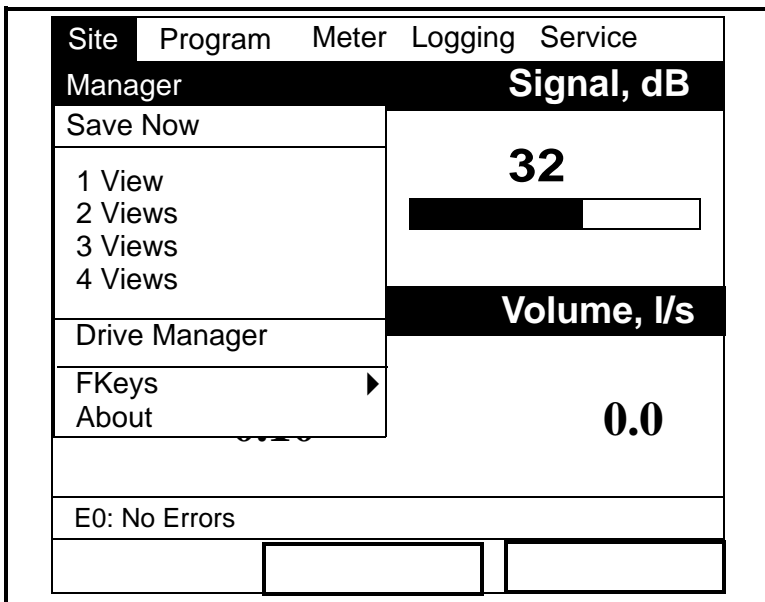 Site Program Meter Logging Service
Manager Signal, dB
Save Now
32
1 View
2 Views
3 Views
4 Views
Volume, l/s
Drive Manager
FKeys
About 0.0
E0: No Errors